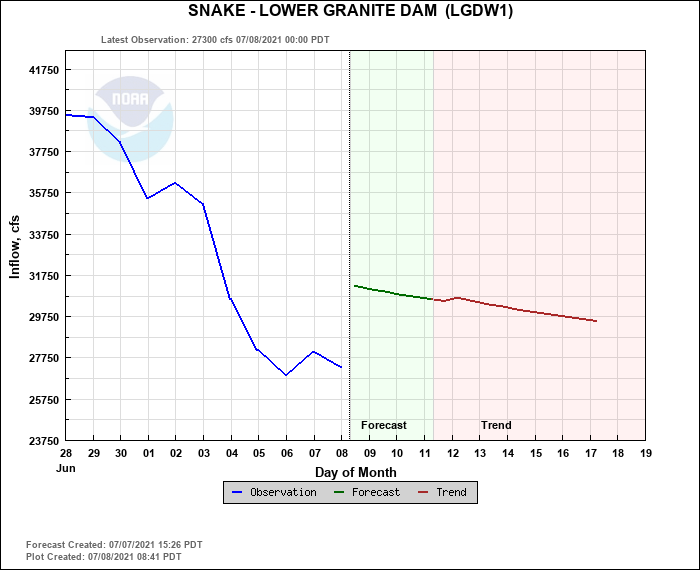 SNAKE - LOWER GRANITE DAM (LGDW1)
Latest Observation: 27300 cfs 07/08/2021 00:00 PDT
NOAA
Inflow, cfs
41750
39750
37750
35750
33750
31750
29750
27750
25750
23750
Forecast Trend
28 29 30 01 02 03 04 05 06 07 08 09 10 11 12 13 14 15 16 17 18 19
Jun
Day of Month
Observation Forecast Trend
Forecast Created: 07/07/2021 15:26 PDT
Plot Created: 07/08/2021 08:41 PDT